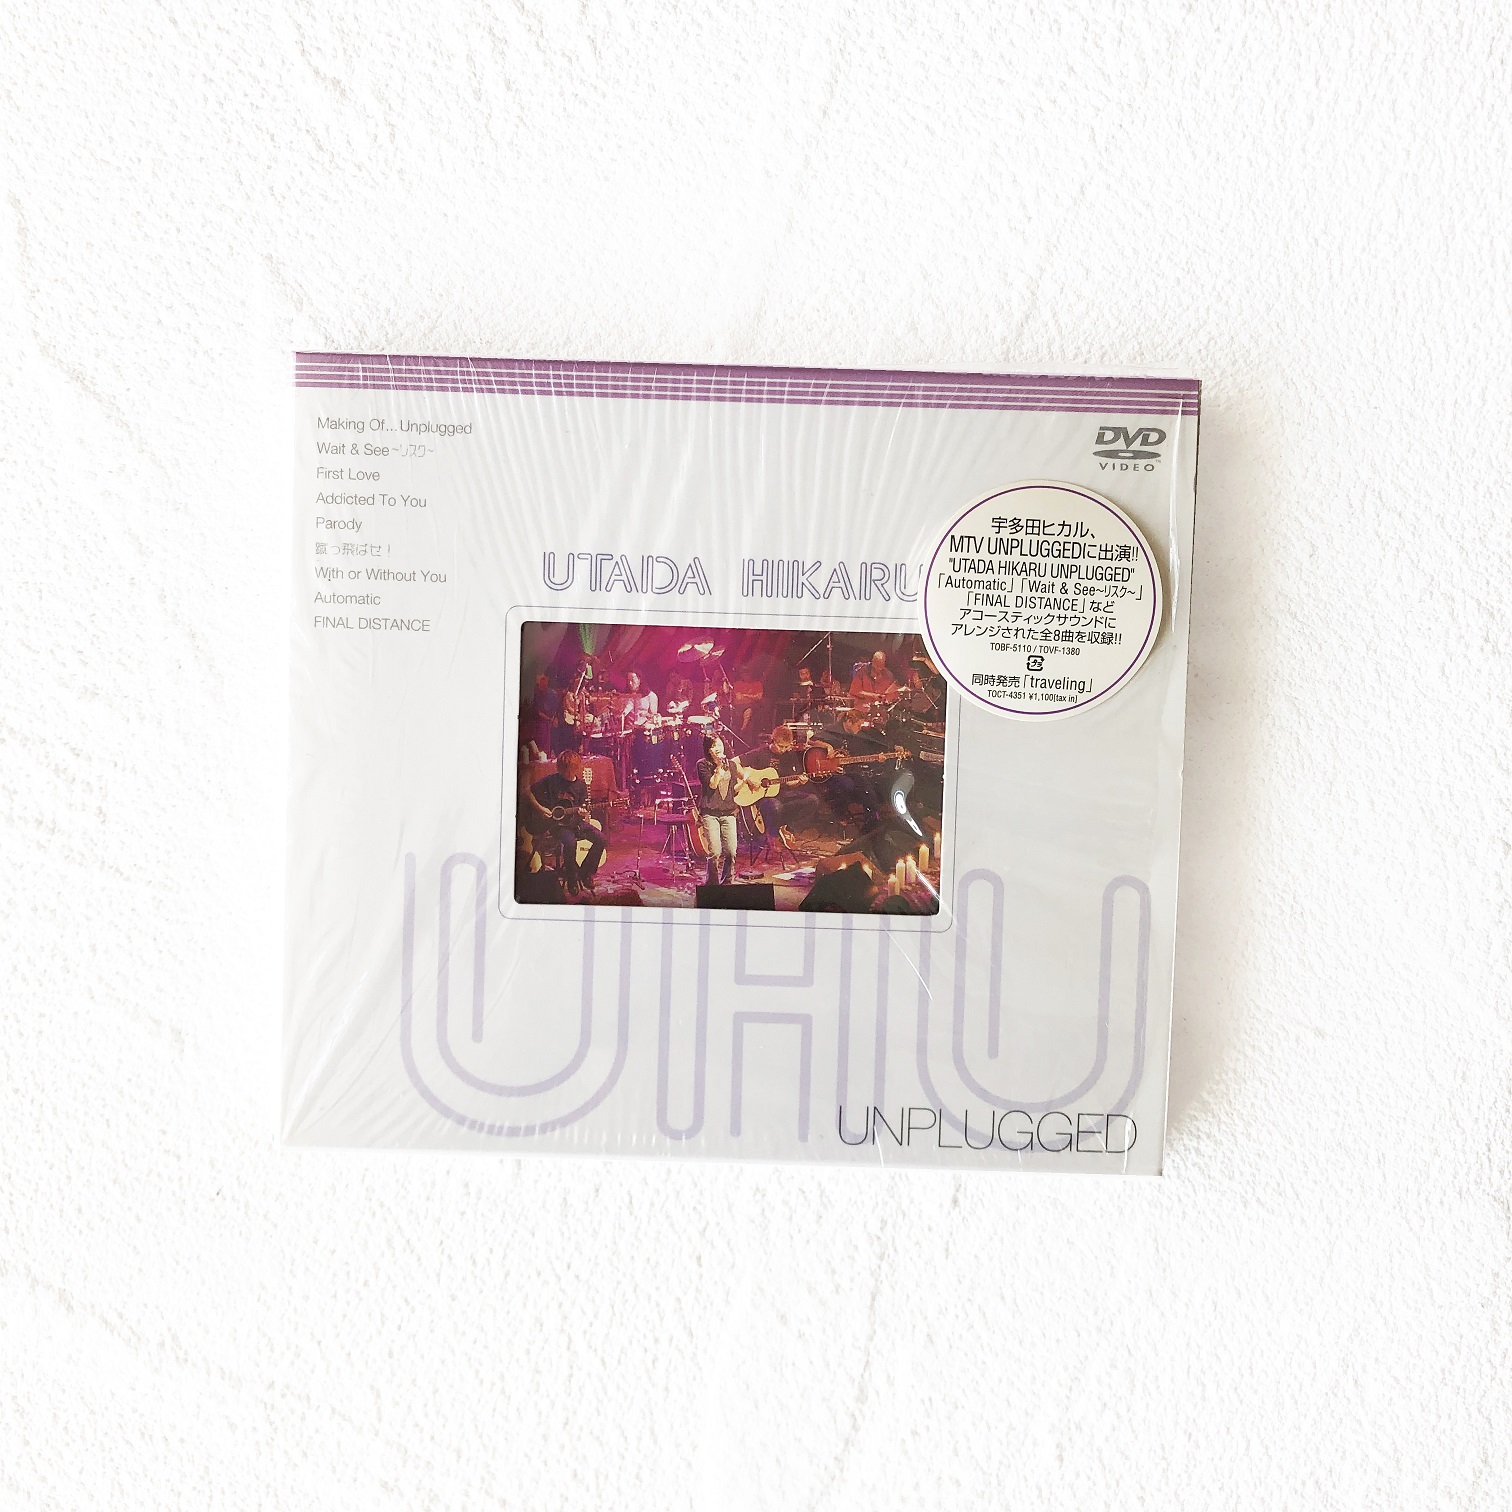 Making Of... Unplugged
Wait & See ~リスク~
First Love
Addicted To You
Parody
蹴っ飛ばせ!
With or Without You
Automatic
FINAL DISTANCE
DVD
VIDEO
UTADA HIKARU
宇多田ヒカル、
MTV UNPLUGGEDに出演!!
"UTADA HIKARU UNPLUGGED"
「Automatic」「Wait & See~リスク~」
「FINAL DISTANCE」など
アコースティックサウンドに
アレンジされた全8曲を収録!!
TOBF-5110 / TOVF-1380
同時発売「traveling」
TOCT-4351 ¥1,100[tax in]
UHU
UNPLUGGED